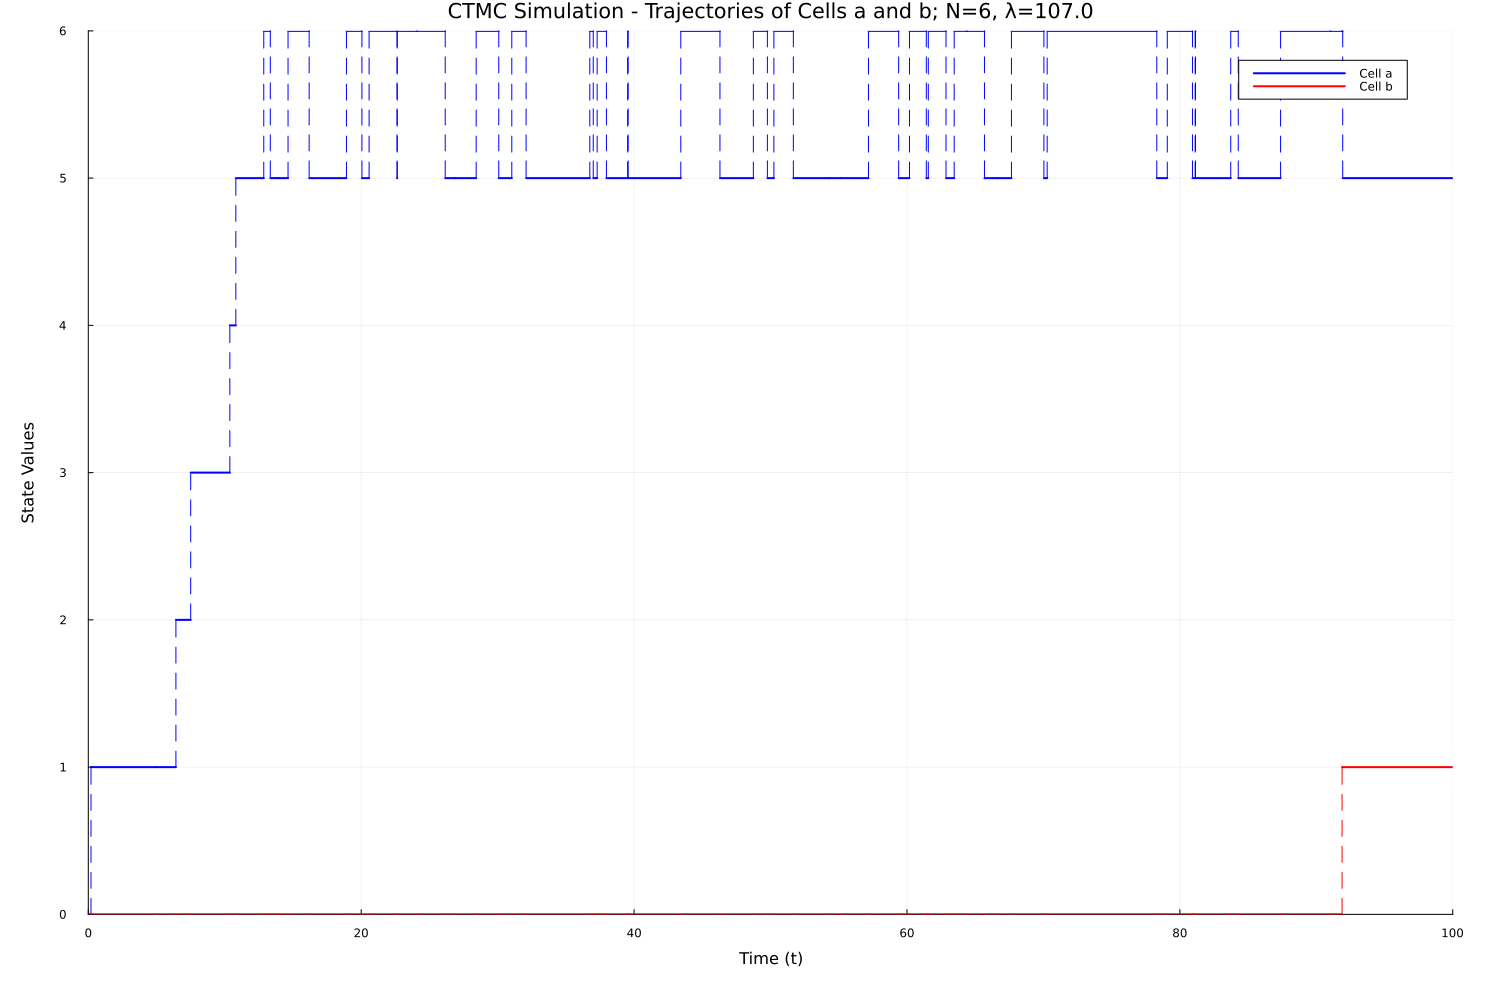 CTMC Simulation - Trajectories of Cells a and b; N=6, λ=107.0
6
Cell a
Cell b
5
4
State Values
3
2
1
0
0 20 40 60 80 100
Time (t)